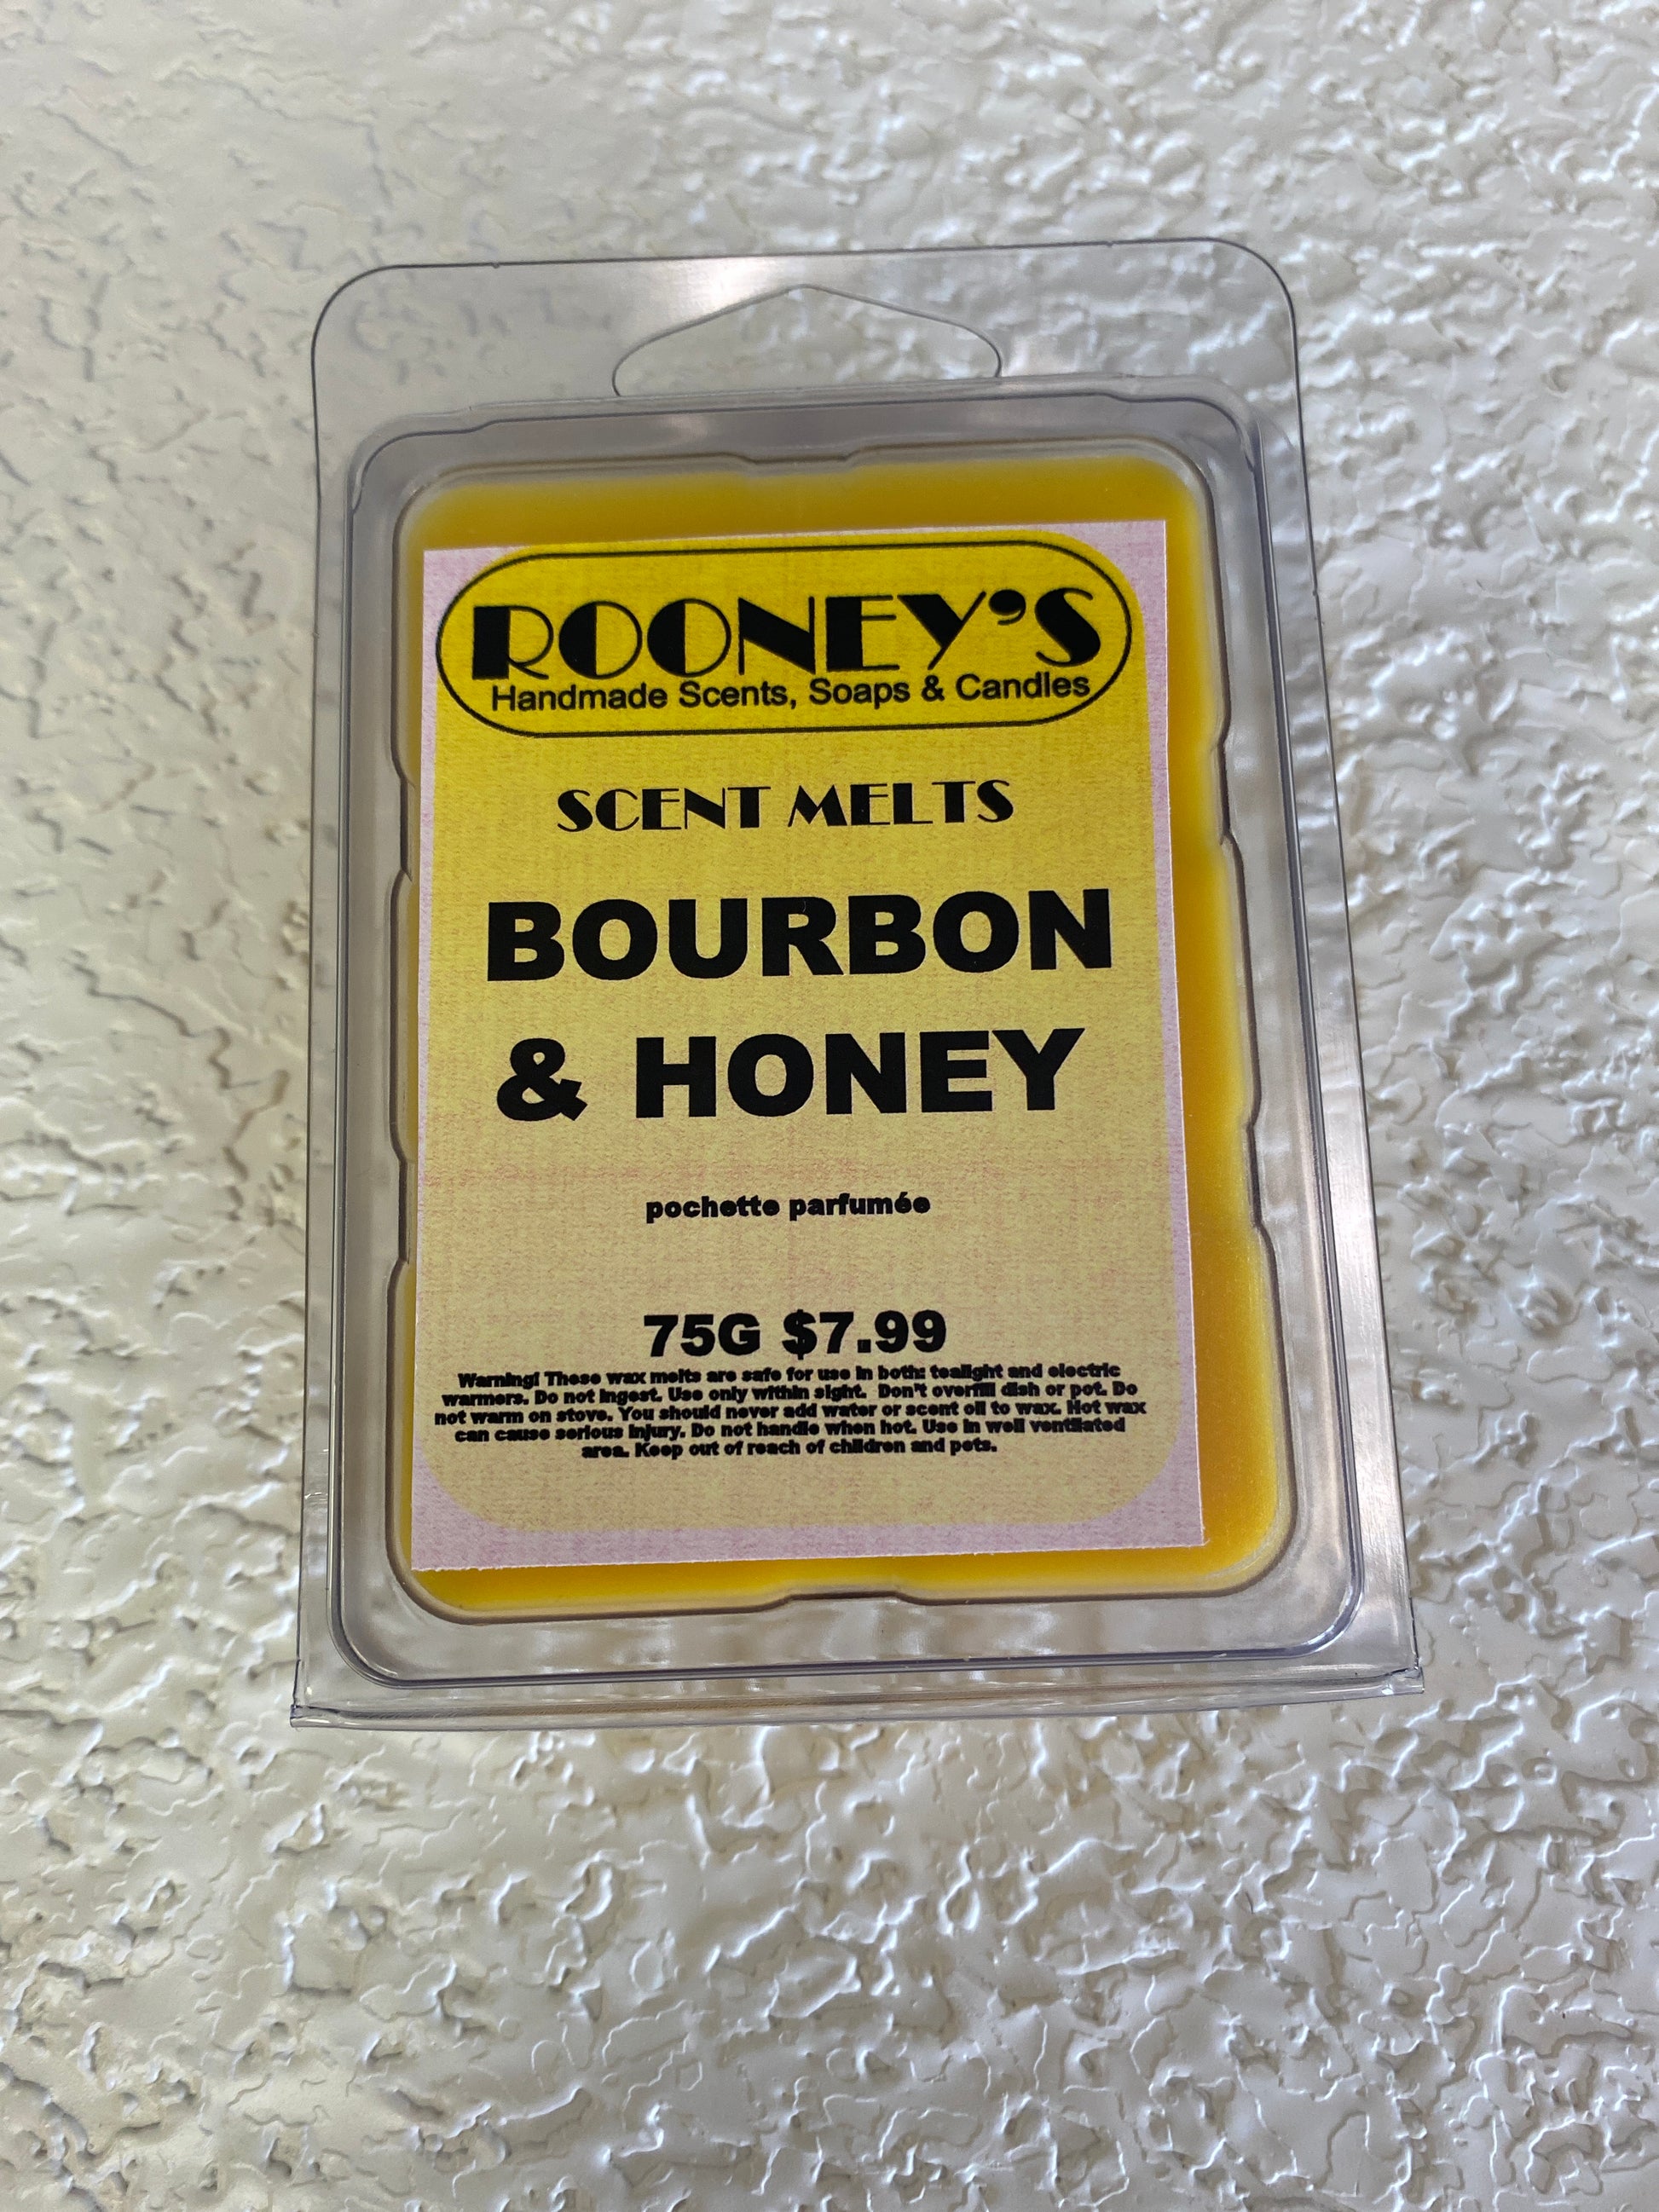 ROONEY'S
Handmade Scents, Soaps & Candles
SCENT MELTS
BOURBON
& HONEY
pochette parfumée
75G $7.99
Warning! These wax melts are safe for use in both: tealight and electric
warmers. Do not ingest. Use only within sight. Don't overfill dish or pot. Do
not warm on stove. You should never add water or scent oil to wax. Hot wax
can cause serious injury. Do not handle when hot. Use in well ventilated
area. Keep out of reach of children and pets.